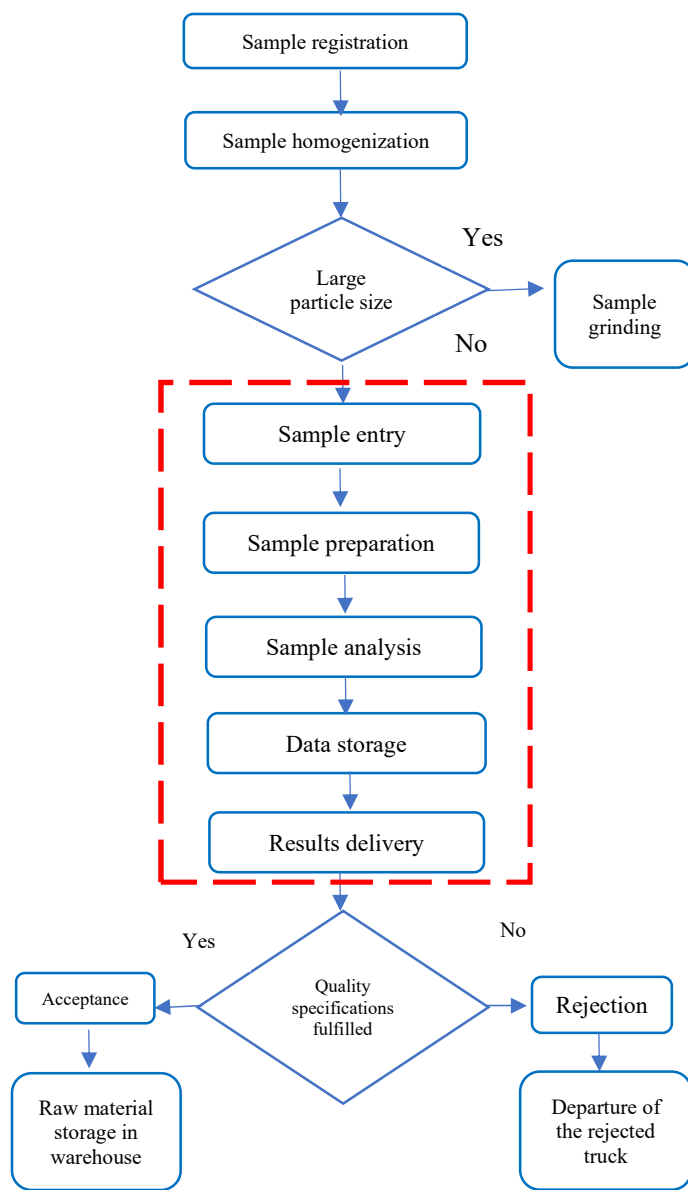 Sample registration
Sample homogenization
Yes
Large
particle size
Sample
grinding
No
Sample entry
Sample preparation
Sample analysis
Data storage
Results delivery
Yes
No
Quality
specifications
fulfilled
Acceptance
Rejection
Raw material
storage in
warehouse
Departure of
the rejected
truck